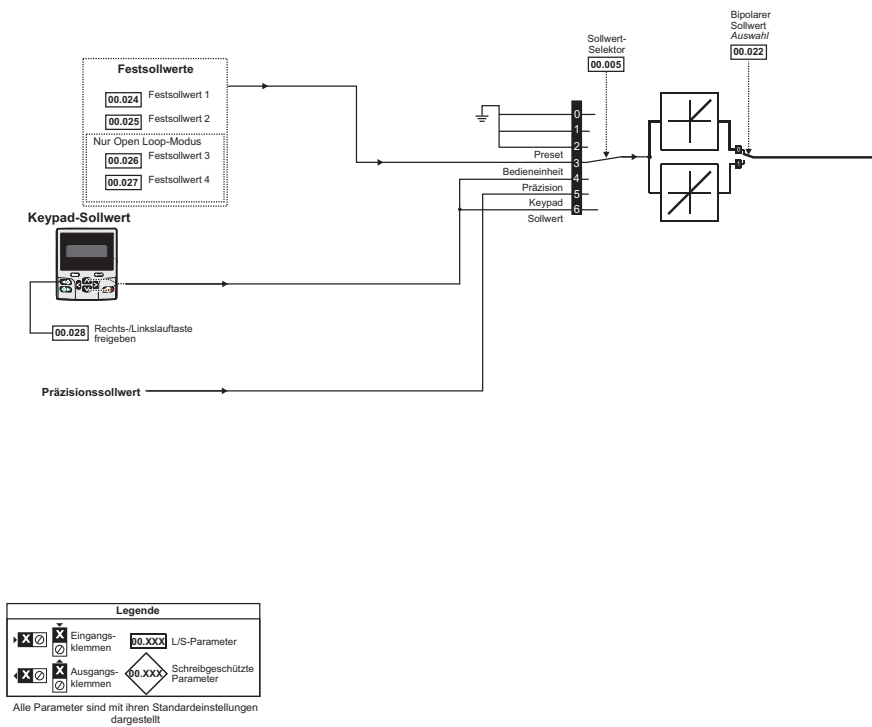 Festsollwerte
00.024 Festsollwert 1
00.025 Festsollwert 2
Nur Open Loop-Modus
00.026 Festsollwert 3
00.027 Festsollwert 4
Keypad-Sollwert
00.028 Rechts-/Linkslauftaste
freigeben
Präzisionssollwert
Sollwert-
Selektor
00.005
0
1
2
Preset
3
Bedieneinheit
4
Präzision
5
Keypad
6
Sollwert
Bipolarer
Sollwert
Auswahl
00.022
Legende
X X Eingangs-
klemmen
00.XXX L/S-Parameter
X X Ausgangs-
klemmen
00.XXX Schreibgeschützte
Parameter
Alle Parameter sind mit ihren Standardeinstellungen
dargestellt